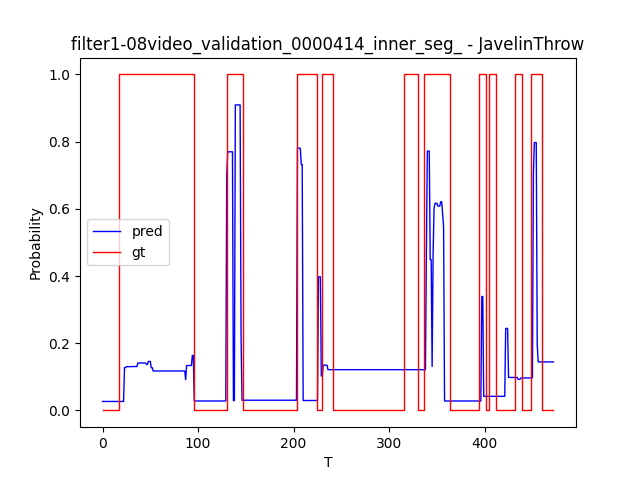 filter1-08video_validation_0000414_inner_seg_ - JavelinThrow
1.0
0.8
0.6
0.4
0.2
0.0
Probability
pred
gt
0
100
200
300
400
T